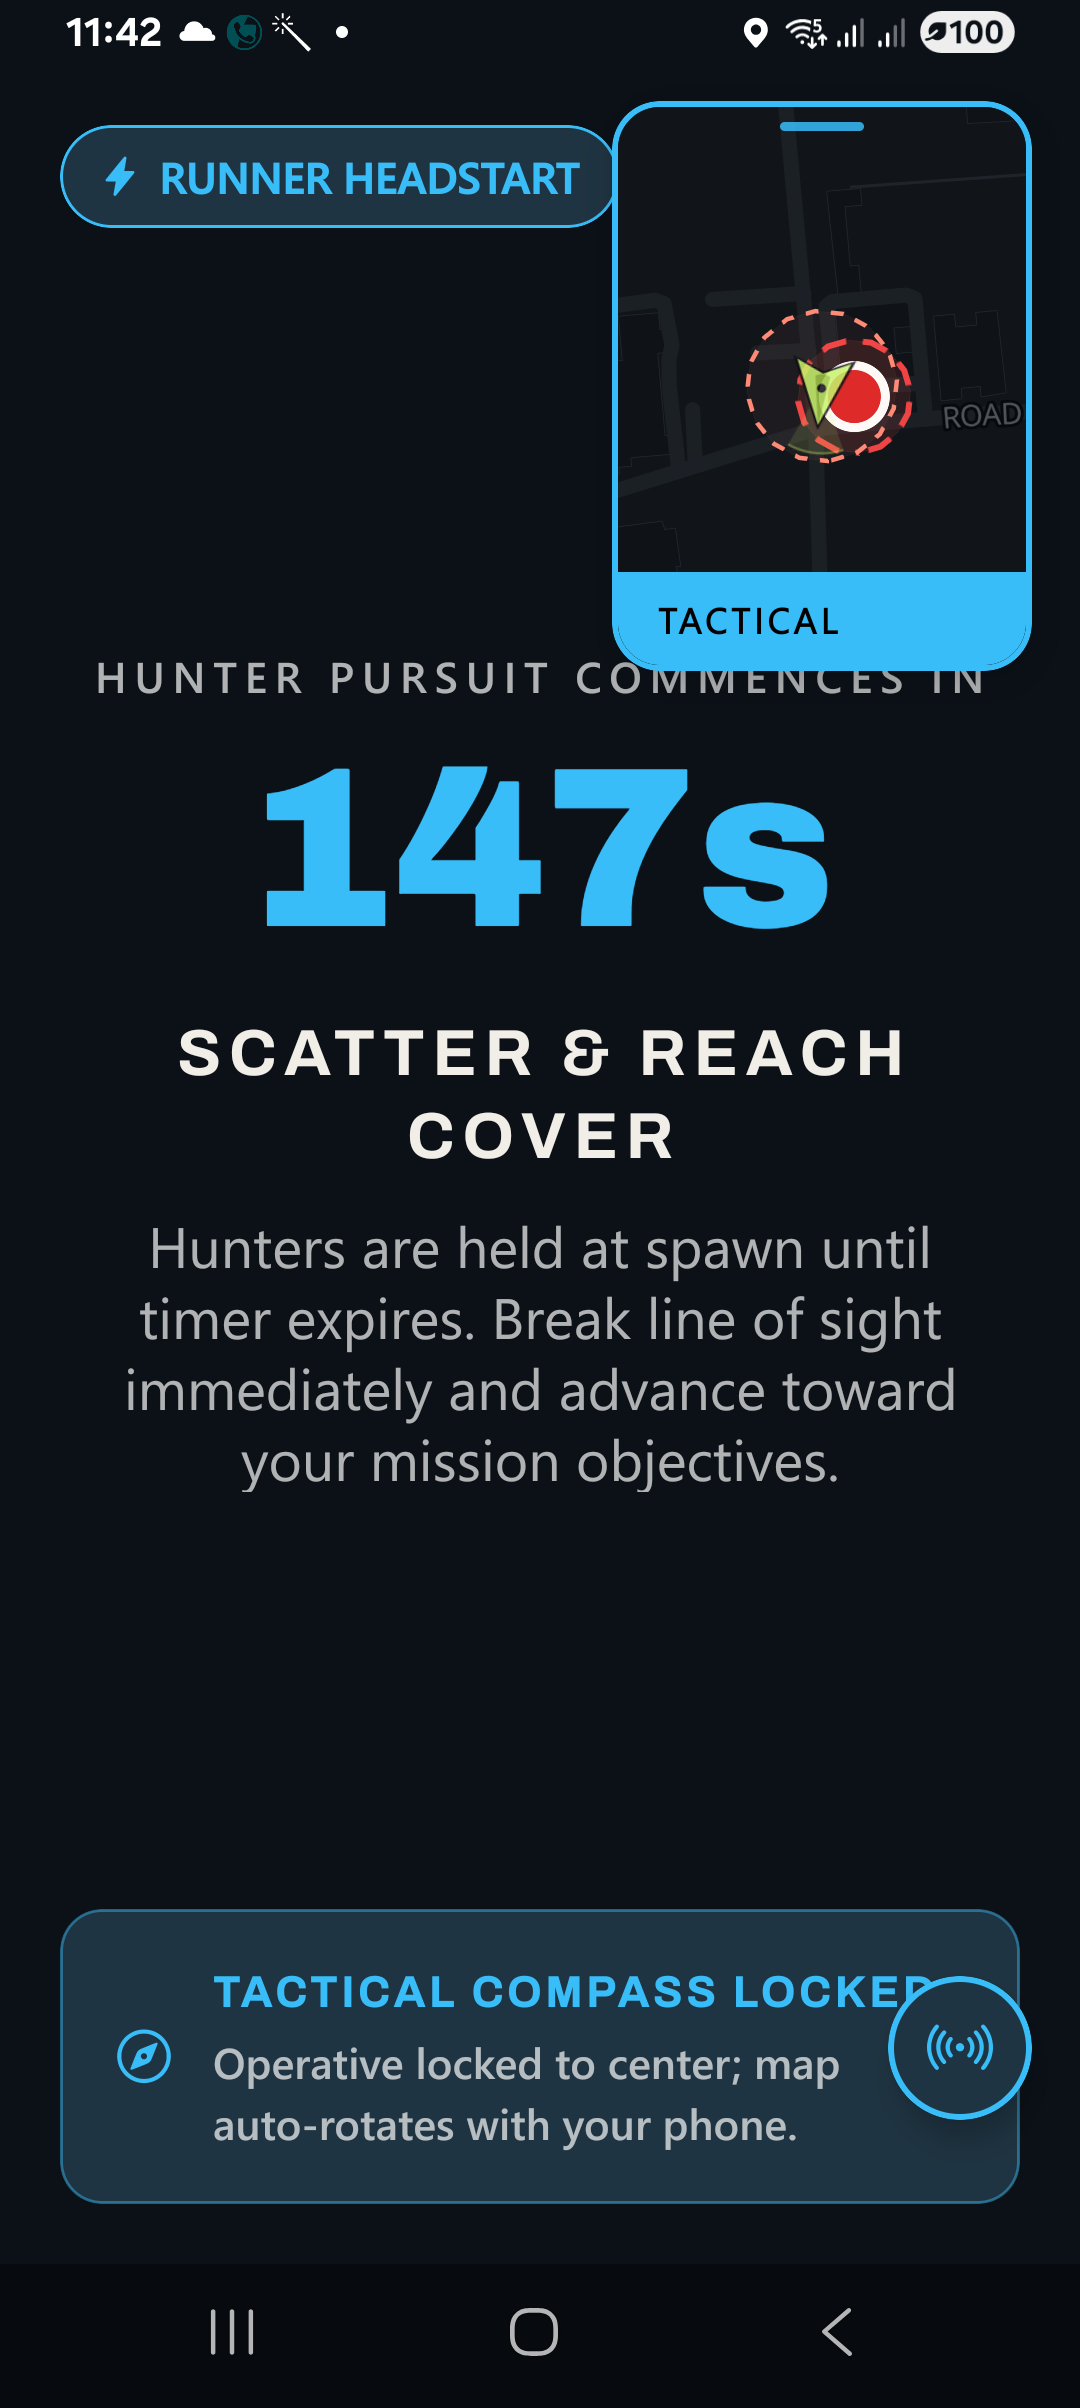 11:42
5
100
RUNNER HEADSTART
ROAD
TACTICAL
HUNTER PURSUIT COMMENCES IN
147s
SCATTER & REACH
COVER
Hunters are held at spawn until
timer expires. Break line of sight
immediately and advance toward
your mission objectives.
TACTICAL COMPASS LOCKED
Operative locked to center; map
auto-rotates with your phone.